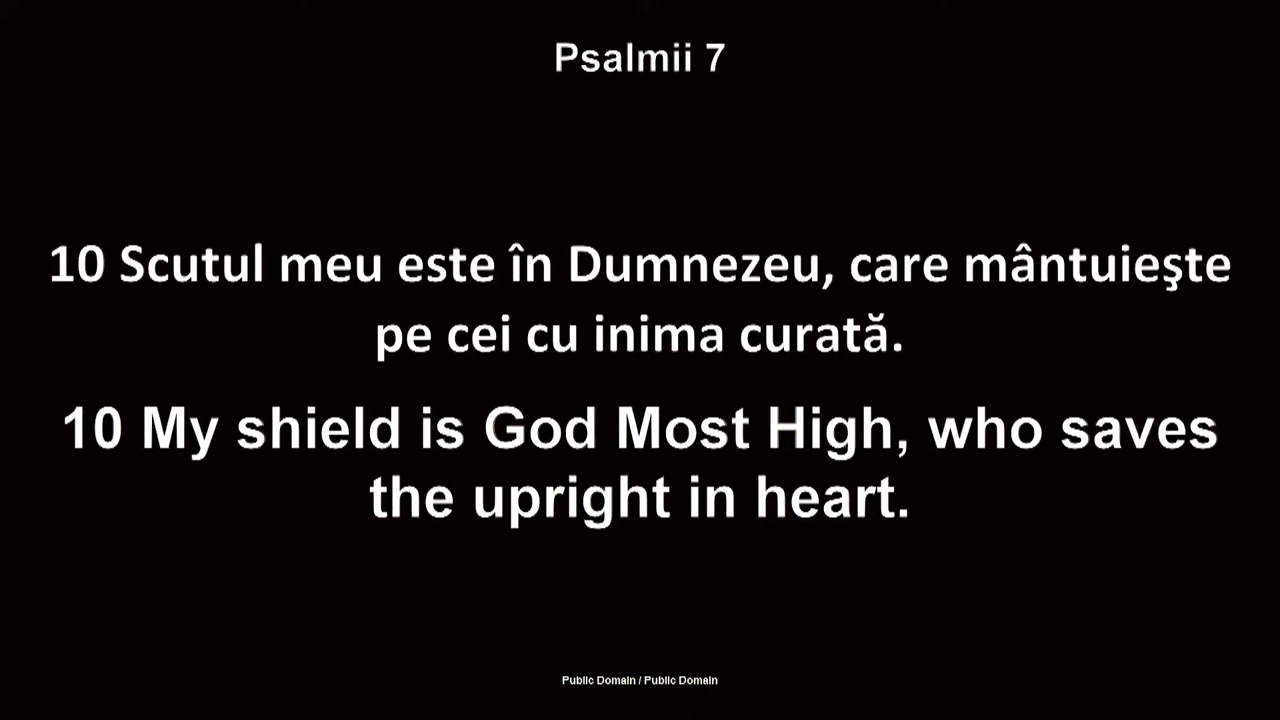 Psalmii 7
10 Scutul meu este în Dumnezeu, care mântuieşte
pe cei cu inima curată.
10 My shield is God Most High, who saves
the upright in heart.
Public Domain / Public Domain